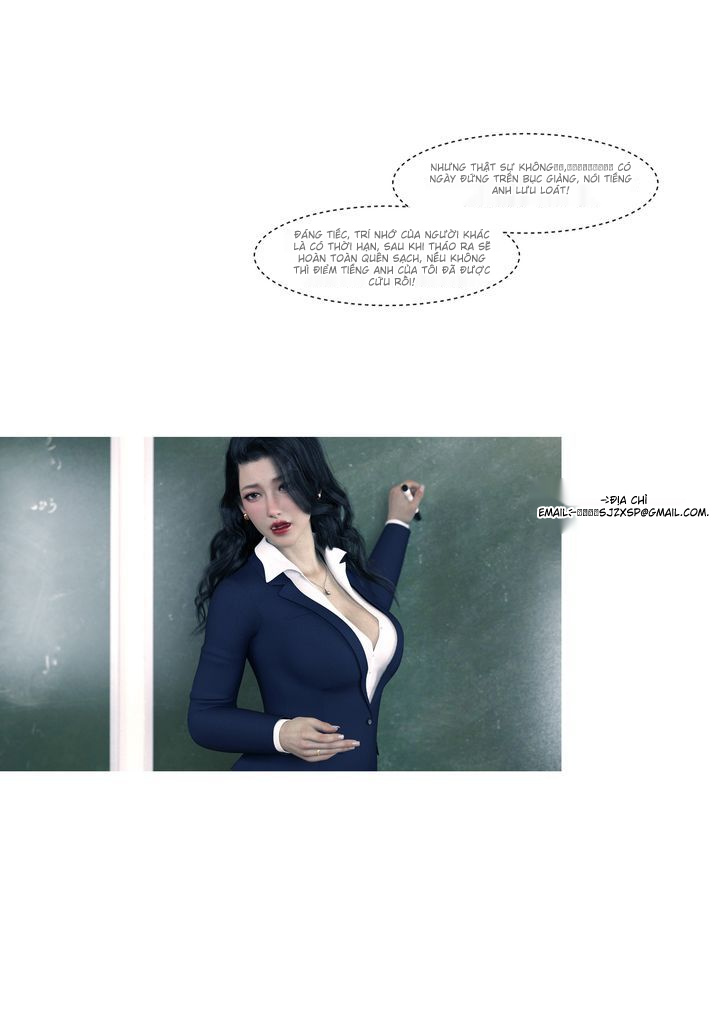 NHƯNG THẬT SỰ KHÔNG CÓ
NGÀY ĐỨNG TRÊN BỤC GIẢNG, NÓI TIẾNG
ANH LƯU LOÁT!
ĐÁNG TIẾC, TRÍ NHỚ CỦA NGƯỜI KHÁC
LÀ CÓ THỜI HẠN, SAU KHI THÁO RA SẼ
HOÀN TOÀN QUÊN SẠCH, NẾU KHÔNG
THÌ ĐIỂM TIẾNG ANH CỦA TÔI ĐÃ ĐƯỢC
CỨU RỒI!
->ĐỊA CHỈ
EMAIL:- SJZXSP@GMAIL.COM.